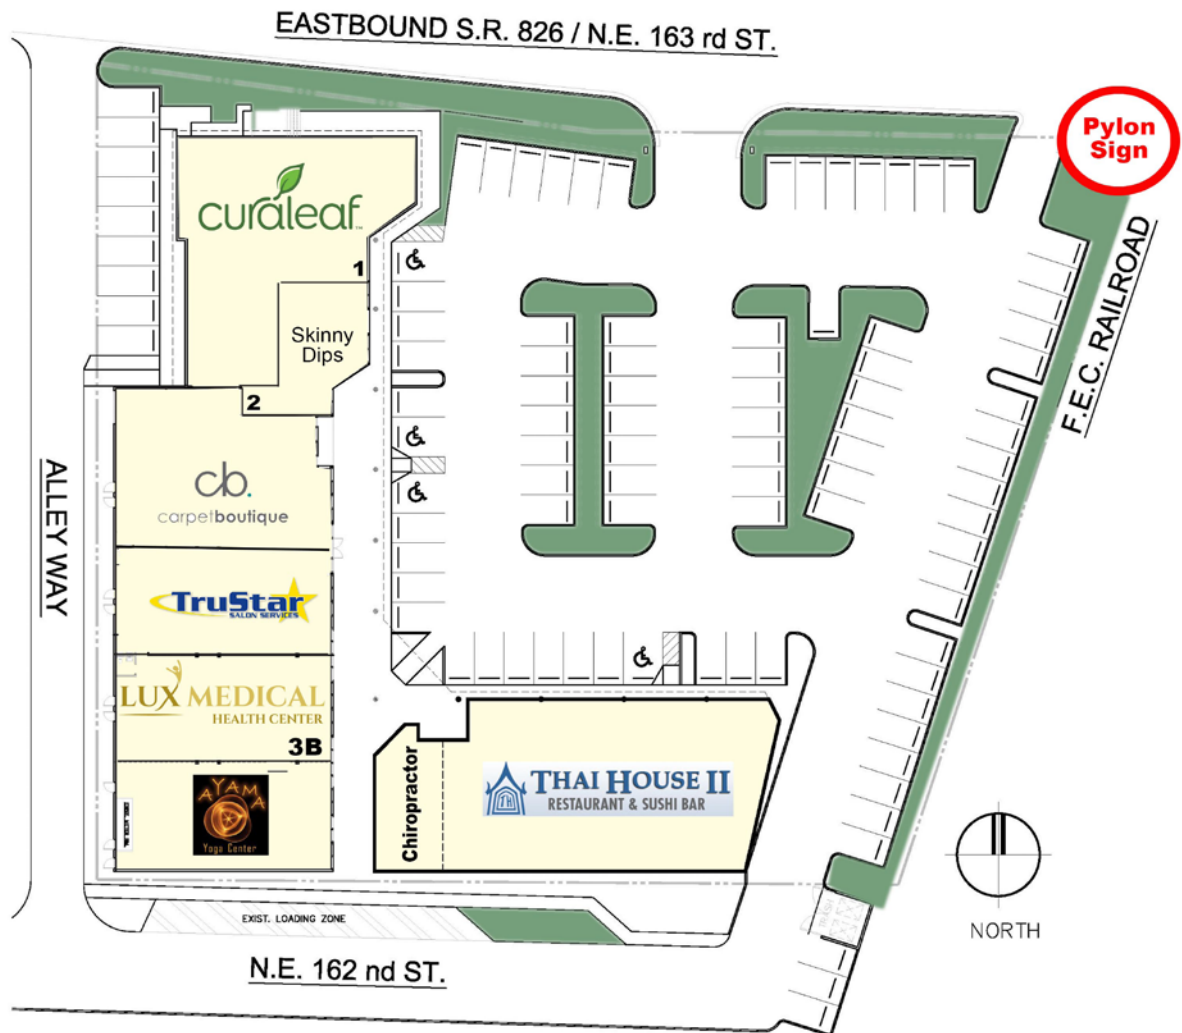 EASTBOUND S.R. 826 / N.E. 163 rd ST.
Pylon
Sign
curaleaf
1
F.E.C. RAILROAD
Skinny
Dips
2
cb.
carpetboutique
ALLEY WAY
TruStar
SALON SERVICES
LUX MEDICAL
HEALTH CENTER
3B
AYAMA
Yoga Center
Chiropractor
TH
THAI HOUSE II
RESTAURANT & SUSHI BAR
EXIST. LOADING ZONE
TRASH
NORTH
N.E. 162 nd ST.